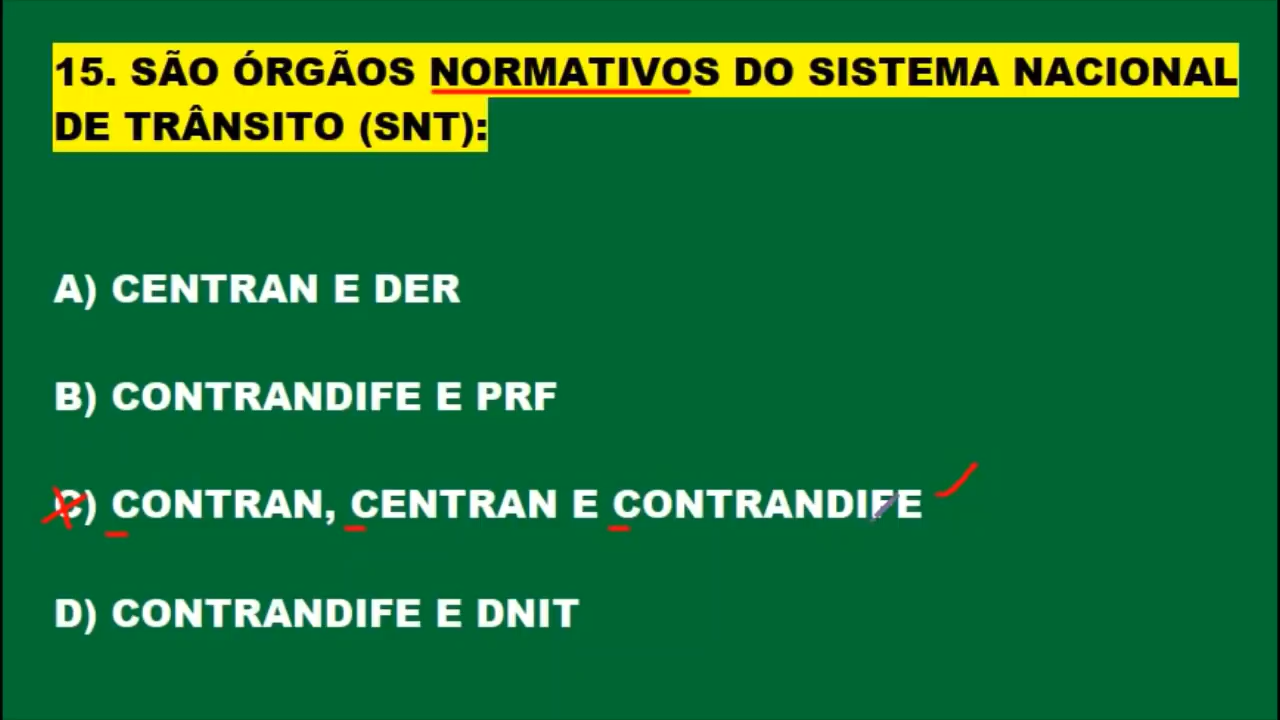 15. SÃO ÓRGÃOS NORMATIVOS DO SISTEMA NACIONAL
DE TRÂNSITO (SNT):
A) CENTRAN E DER
B) CONTRANDIFE E PRF
C) CONTRAN, CENTRAN E CONTRANDIFE
D) CONTRANDIFE E DNIT